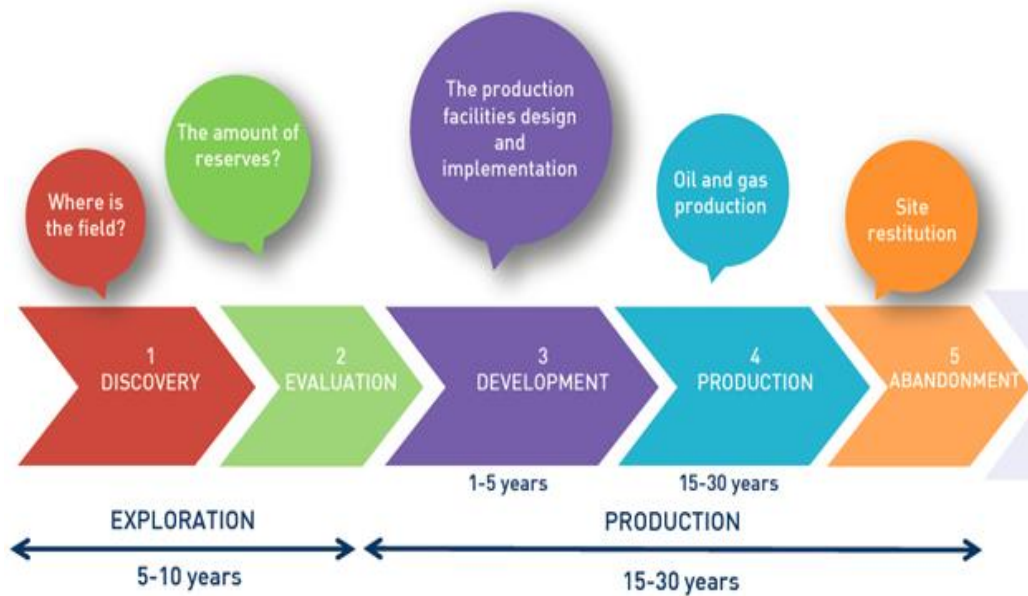 Where is
the field?
The amount of
reserves?
The production
facilities design
and
implementation
Oil and gas
production
Site
restitution
1
DISCOVERY
2
EVALUATION
3
DEVELOPMENT
4
PRODUCTION
5
ABANDONMENT
1-5 years
15-30 years
EXPLORATION
5-10 years
PRODUCTION
15-30 years